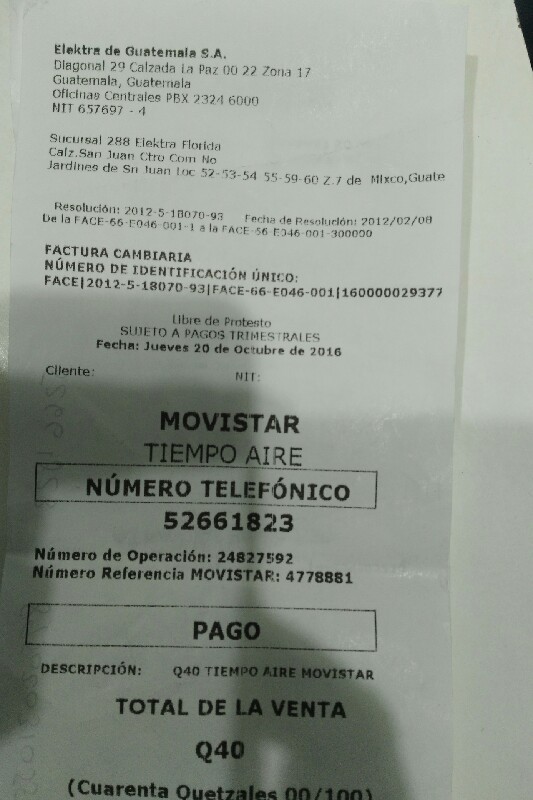 Elektra de Guatemala S.A.
Diagonal 29 Calzada La Paz 00 22 Zona 17
Guatemala, Guatemala
Oficinas Centrales PBX 2324 6000
NIT 657697 - 4
Sucursal 288 Elektra Florida
Calz.San Juan Ctro Com No
Jardines de Sn Juan Loc 52-53-54 55-59-60 Z.7 de Mixco,Guate
Resolución: 2012-5-18070-93 Fecha de Resolución: 2012/02/08
De la FACE-66-E046-001-1 a la FACE-66-E046-001-300000
FACTURA CAMBIARIA
NÚMERO DE IDENTIFICACIÓN ÚNICO:
FACE|2012-5-18070-93|FACE-66-E046-001|160000029377
Libre de Protesto
SUJETO A PAGOS TRIMESTRALES
Fecha: Jueves 20 de Octubre de 2016
Cliente: NIT:
MOVISTAR
TIEMPO AIRE
NÚMERO TELEFÓNICO
52661823
Número de Operación: 24827592
Número Referencia MOVISTAR: 4778881
PAGO
DESCRIPCIÓN: Q40 TIEMPO AIRE MOVISTAR
TOTAL DE LA VENTA
Q40
(Cuarenta Quetzales 00/100)